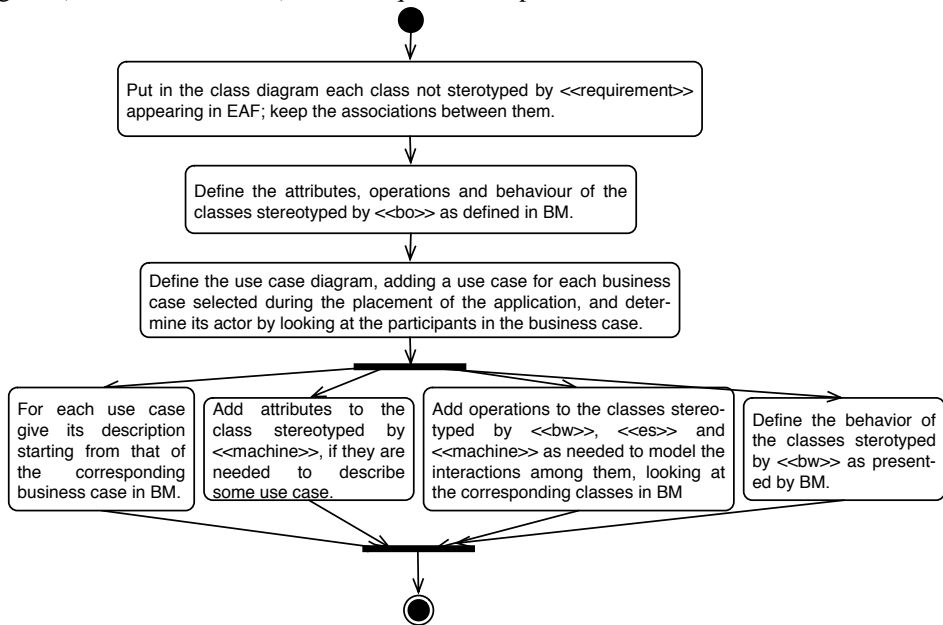 Put in the class diagram each class not sterotyped by <<requirement>>
appearing in EAF; keep the associations between them.
Define the attributes, operations and behaviour of the
classes stereotyped by <<bo>> as defined in BM.
Define the use case diagram, adding a use case for each business
case selected during the placement of the application, and deter-
mine its actor by looking at the participants in the business case.
For each use case
give its description
starting from that of
the corresponding
business case in BM.
Add attributes to the
class stereotyped by
<<machine>>, if they are
needed to describe
some use case.
Add operations to the classes stereo-
typed by <<bw>>, <<es>> and
<<machine>> as needed to model the
interactions among them, looking at
the corresponding classes in BM
Define the behavior of
the classes sterotyped
by <<bw>> as present-
ed by BM.